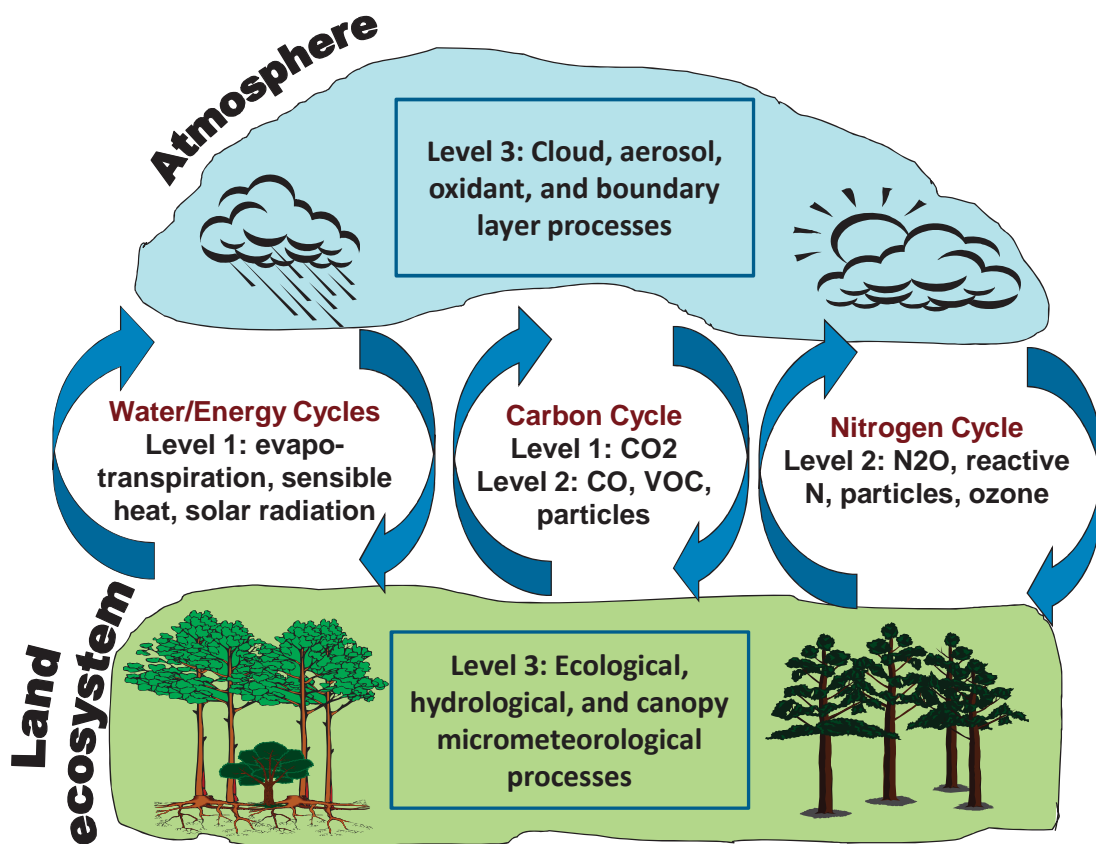 Atmosphere
Level 3: Cloud, aerosol,
oxidant, and boundary
layer processes
Water/Energy Cycles
Level 1: evapo-
transpiration, sensible
heat, solar radiation
Carbon Cycle
Level 1: CO2
Level 2: CO, VOC,
particles
Nitrogen Cycle
Level 2: N2O, reactive
N, particles, ozone
Land
ecosystem
Level 3: Ecological,
hydrological, and canopy
micrometeorological
processes